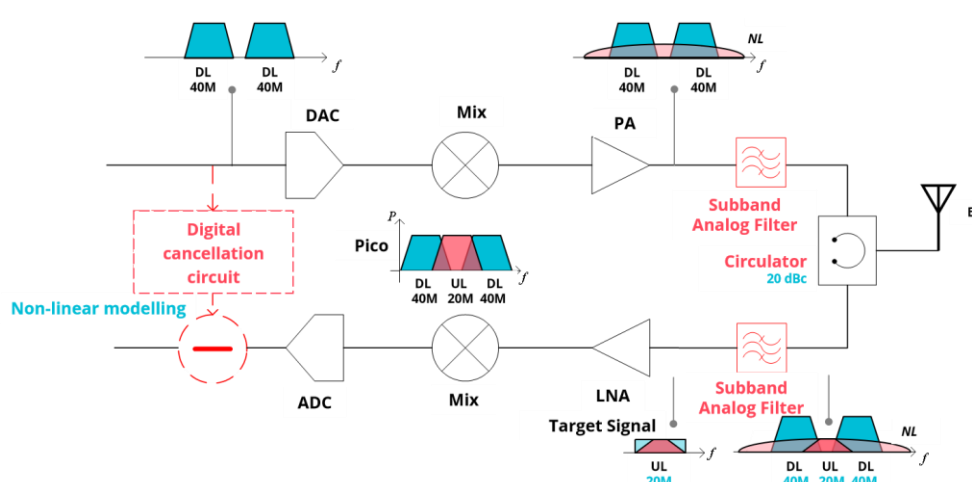 NL
f
f
DL
40M
DL
40M
DL
40M
DL
40M
DAC
Mix
PA
Subband
Analog Filter
Digital
cancellation
circuit
P
Pico
f
DL
40M
UL
20M
DL
40M
Circulator
20 dBc
Non-linear modelling
ADC
Mix
LNA
Subband
Analog Filter
Target Signal
f
UL
20M
NL
f
DL
40M
UL
20M
DL
40M